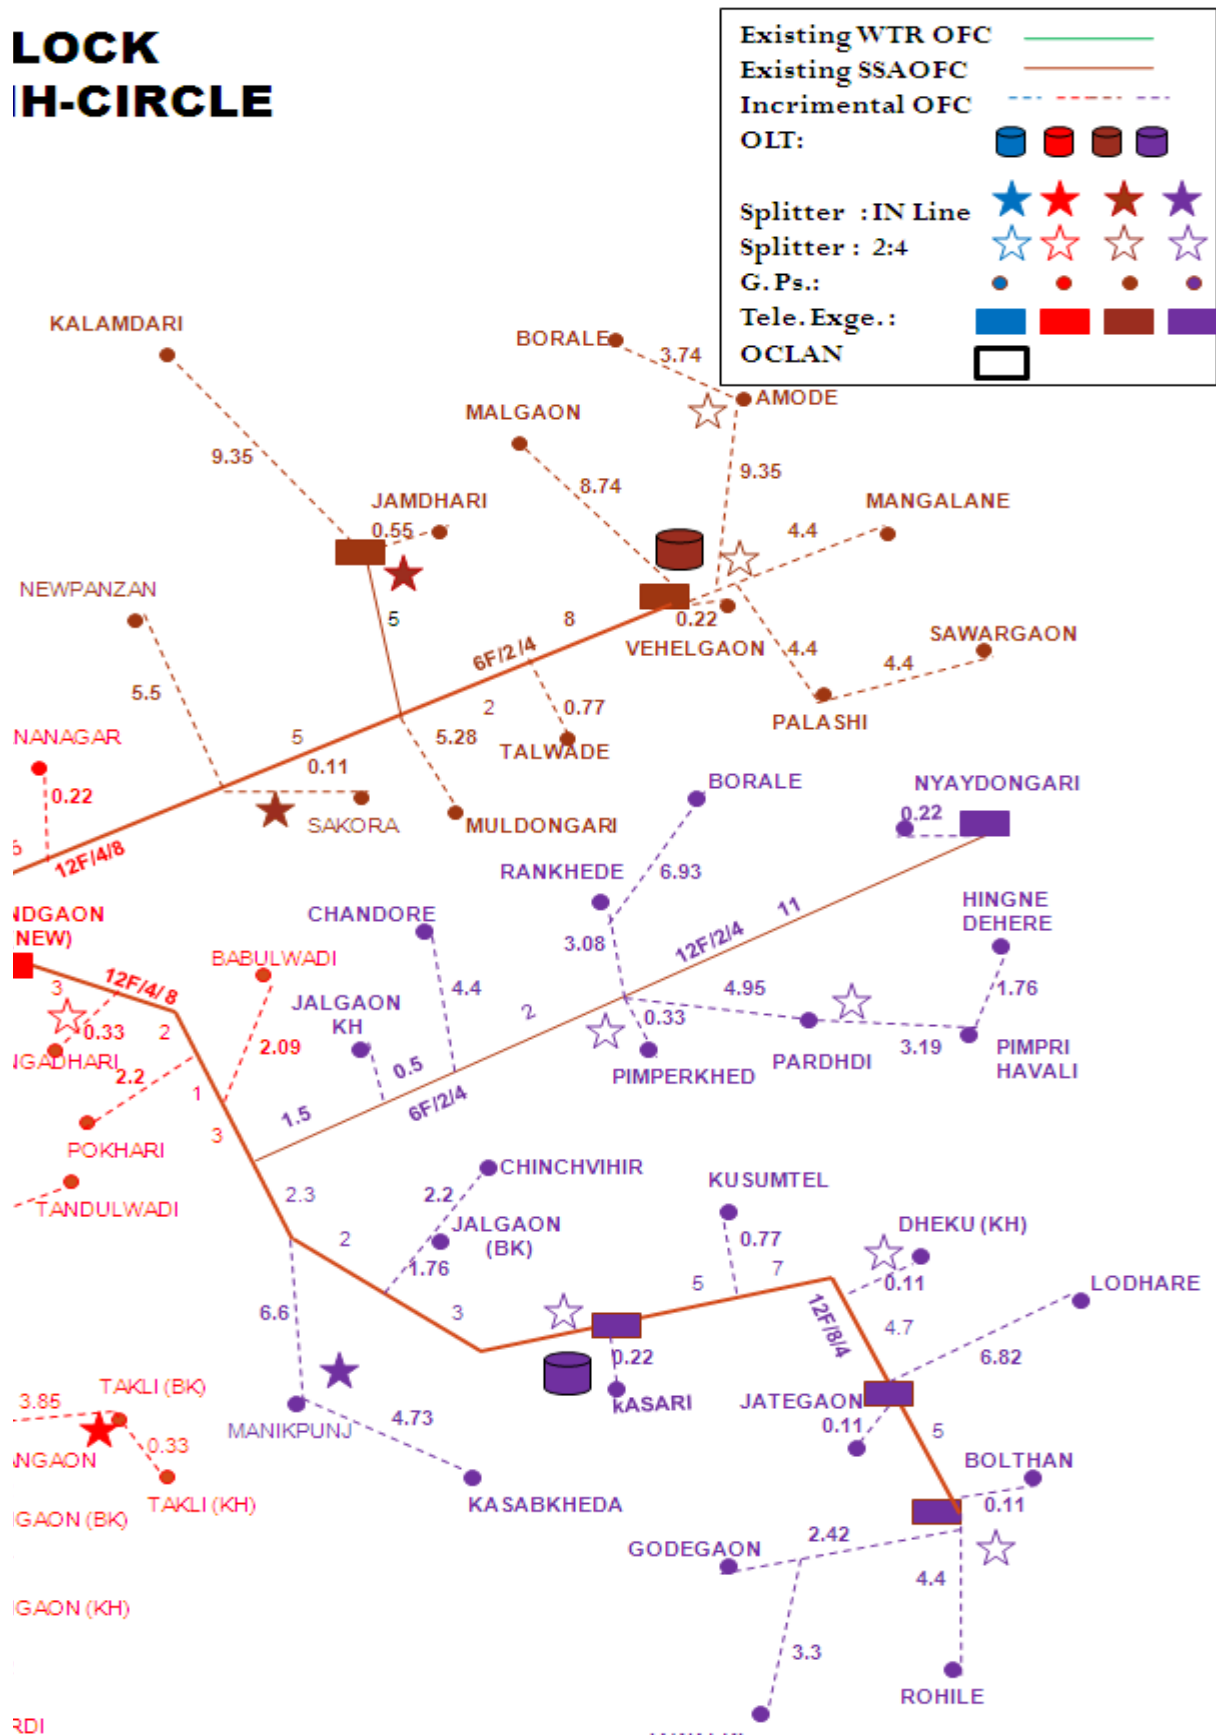 LOCK
H-CIRCLE
Existing WTR OFC
Existing SSAOFC
Incrimental OFC
OLT:
Splitter : IN Line
Splitter : 2:4
G. Ps.:
Tele. Exge. :
OCLAN
KALAMDARI
BORALE
3.74
AMODE
MALGAON
9.35
8.74
9.35
JAMDHARI
MANGALANE
0.55
4.4
NEWPANZAN
5
8
0.22
VEHELGAON
SAWARGAON
6F/2/4
4.4
4.4
5.5
2
0.77
PALASHI
NANAGAR
5
5.28
TALWADE
0.11
BORALE
NYAYDONGARI
0.22
SAKORA
MULDONGARI
0.22
6
12F/4/8
RANKHEDE
6.93
HINGNE
DEHERE
NDGAON
(NEW)
CHANDORE
11
12F/2/4
3.08
BABULWADI
12F/4/8
3
JALGAON
KH
4.4
4.95
1.76
2
0.33
0.33
2
2.09
3.19
PIMPRI
HAVALI
NGADHARI
PARDHDI
PIMPERKHED
2.2
0.5
1
6F/2/4
1.5
3
POKHARI
CHINCHVIHIR
KUSUMTEL
2.3
2.2
TANDULWADI
JALGAON
(BK)
DHEKU (KH)
2
0.77
1.76
7
5
0.11
LODHARE
6.6
3
12F/8/4
4.7
0.22
6.82
TAKLI (BK)
3.85
kASARI
JATEGAON
4.73
0.11
MANIKPUNJ
5
0.33
ANGAON
BOLTHAN
TAKLI (KH)
KASABKHEDA
0.11
GAON (BK)
2.42
GODEGAON
4.4
GAON (KH)
3.3
ROHILE
RDI